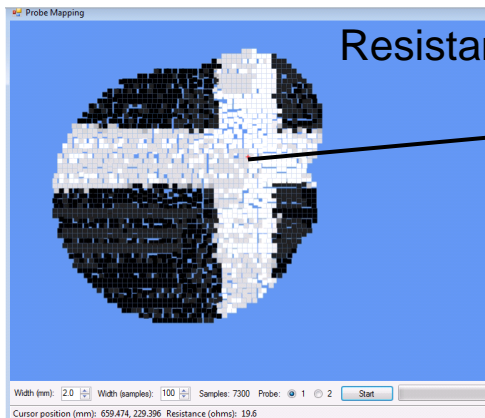 Probe Mapping
Resistan
Width (mm): 2.0 Width (samples): 100 Samples: 7300 Probe: 1 2 Start
Cursor position (mm): 659.474, 229.396 Resistance (ohms): 19.6